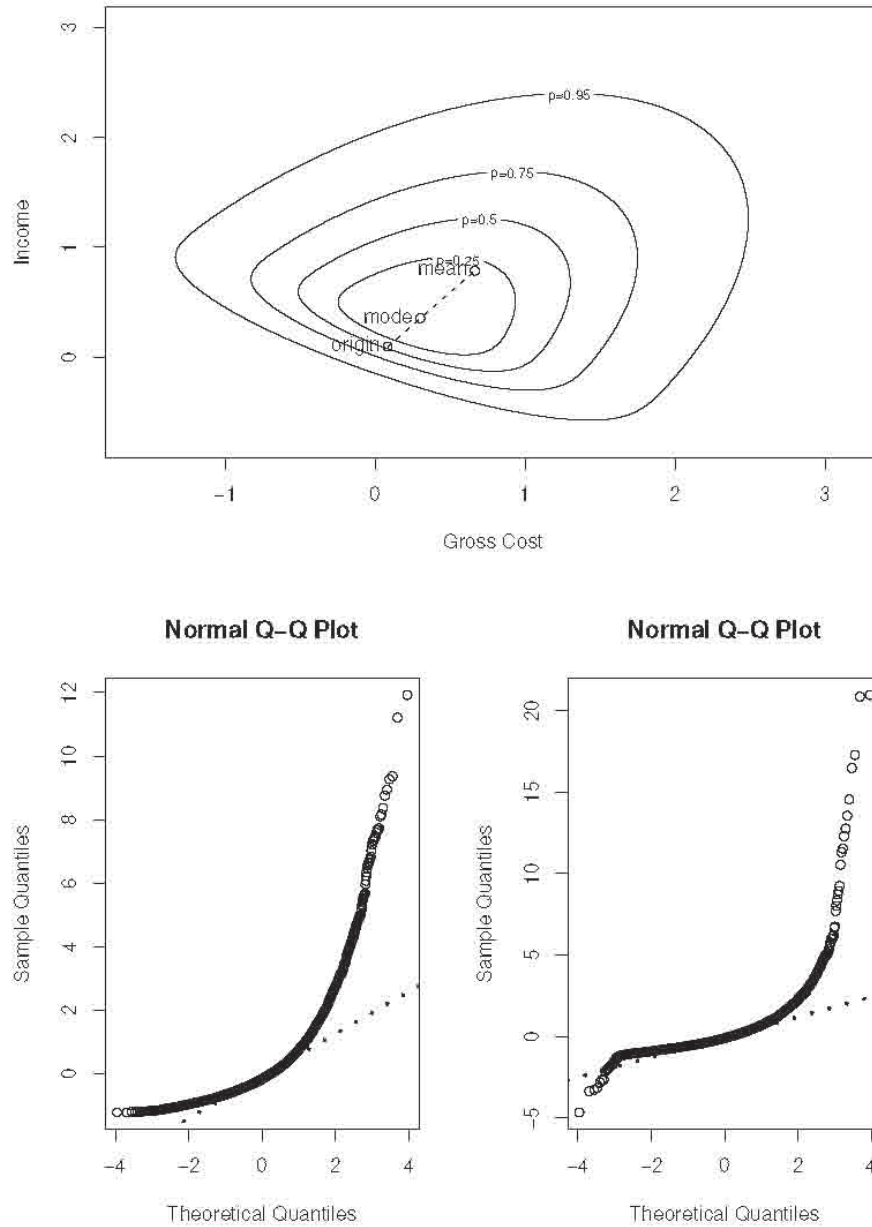 3
2
1
0
Income
p=0.95
p=0.75
p=0.5
p=0.25
mean
mode
origin
−1 0 1 2 3
Gross Cost
Normal Q−Q Plot
12
10
8
6
4
2
0
Sample Quantiles
−4 −2 0 2 4
Theoretical Quantiles
Normal Q−Q Plot
20
15
10
5
0
−5
Sample Quantiles
−4 −2 0 2 4
Theoretical Quantiles